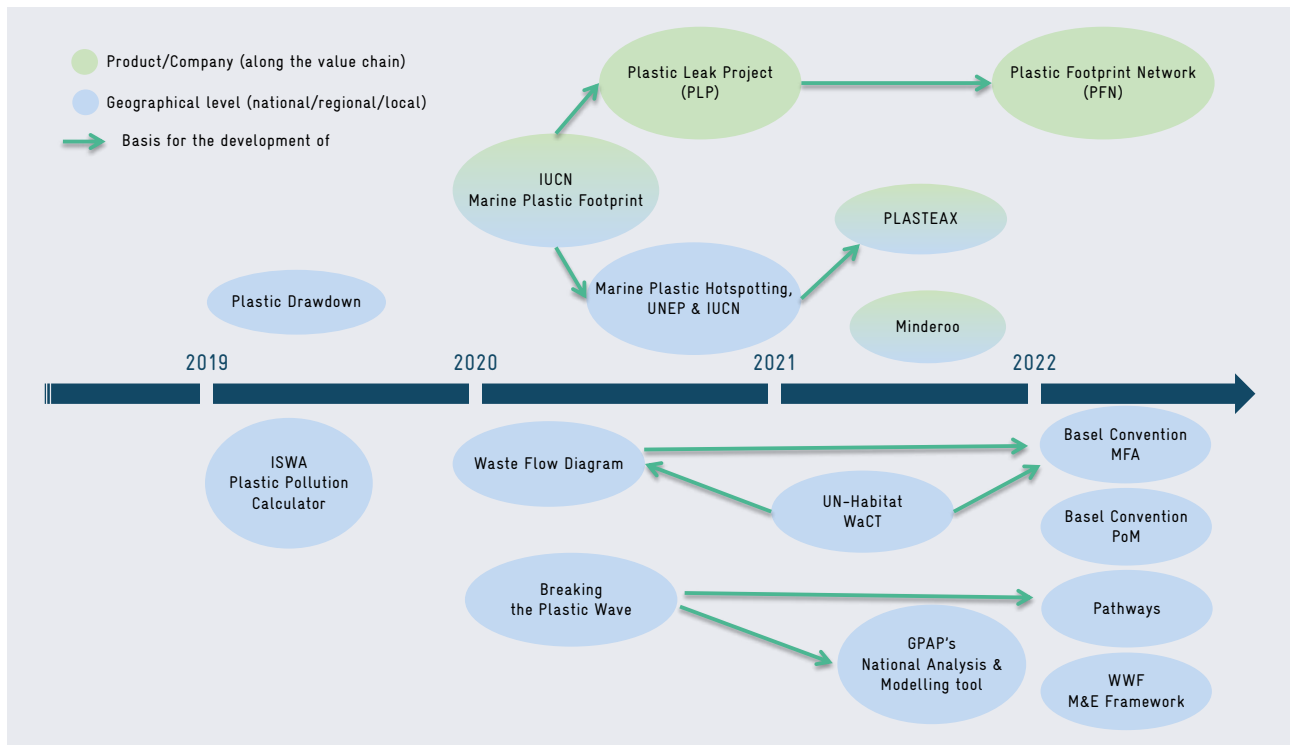 Product/Company (along the value chain)
Geographical level (national/regional/local)
Basis for the development of
Plastic Leak Project
(PLP)
Plastic Footprint Network
(PFN)
IUCN
Marine Plastic Footprint
PLASTEAX
Marine Plastic Hotspotting,
UNEP & IUCN
Plastic Drawdown
Minderoo
2019
2020
2021
2022
ISWA
Plastic Pollution
Calculator
Waste Flow Diagram
UN-Habitat
WaCT
Basel Convention
MFA
Basel Convention
PoM
Breaking
the Plastic Wave
Pathways
GPAP's
National Analysis &
Modelling tool
WWF
M&E Framework